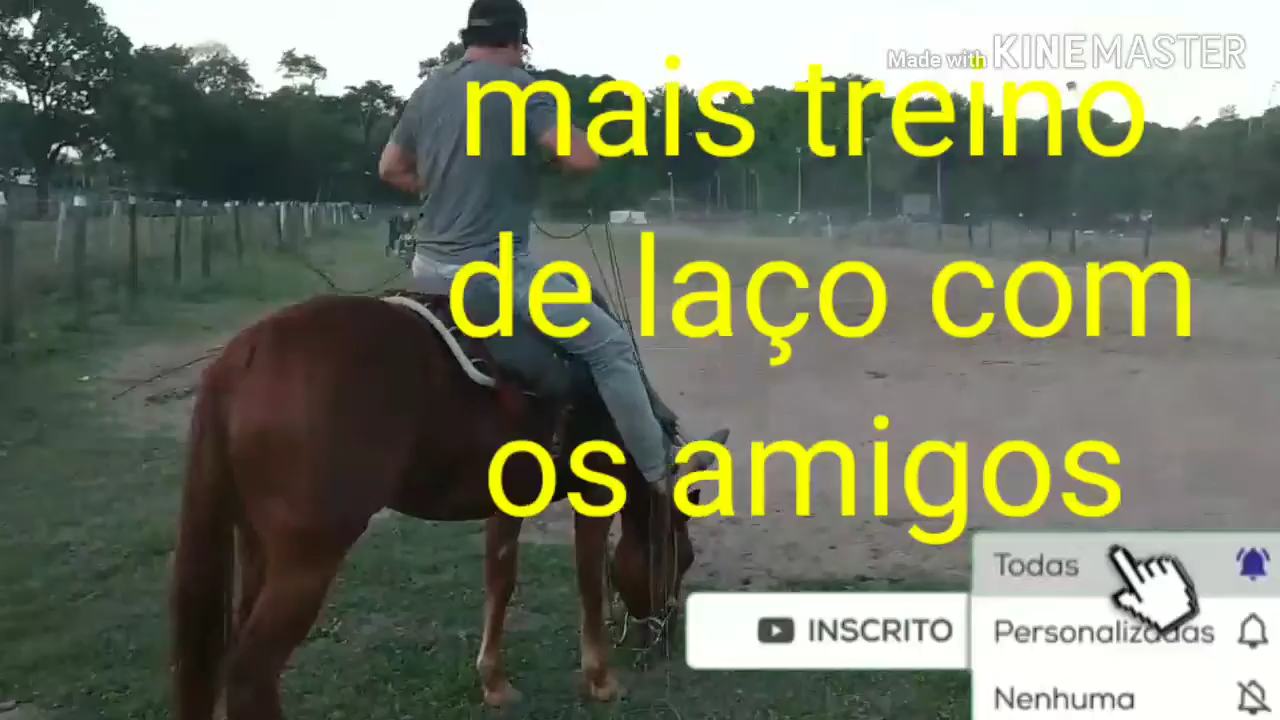 Made with KINEMASTER
mais treino
de laço com
os amigos
Todas
INSCRITO
Personalizadas
Nenhuma